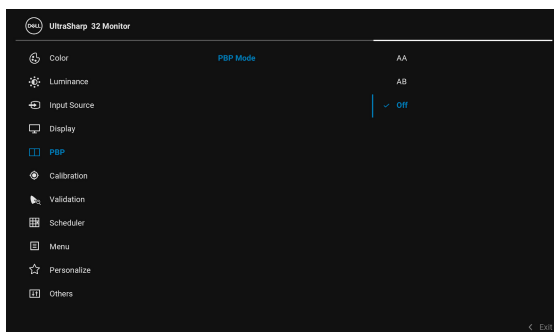 DELL UltraSharp 32 Monitor
Color PBP Mode AA
Luminance AB
Input Source Off
Display
PBP
Calibration
Validation
Scheduler
Menu
Personalize
Others
Exit